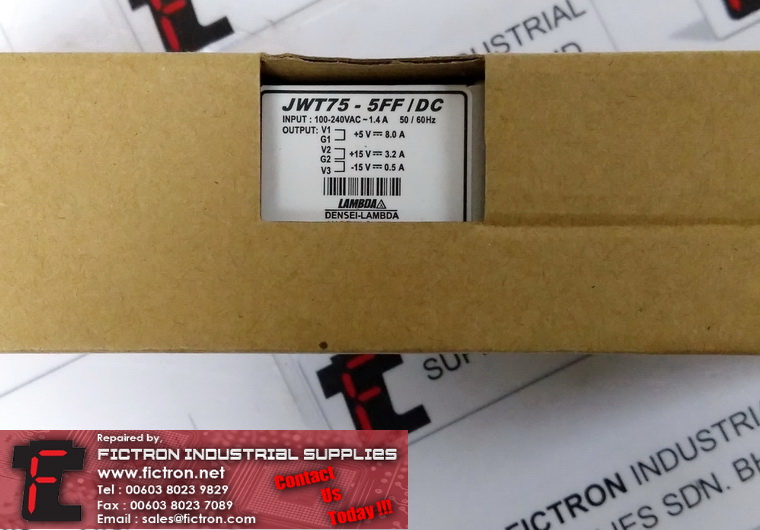 INDUSTRIAL
JWT75 - 5FF / DC
INPUT : 100-240VAC ~ 1.4 A 50 / 60Hz
OUTPUT: V1
G1
+5 V ⎓ 8.0 A
V2
G2
+15 V ⎓ 3.2 A
V3
-15 V ⎓ 0.5 A
LAMBDA
DENSEI-LAMBDA
FICTRON INDUSTRIAL
SDN. BH
Repaired by,
FICTRON INDUSTRIAL SUPPLIES
www.fictron.net
Tel : 00603 8023 9829
Fax : 00603 8023 7089
Email : sales@fictron.com
Contact
Us
Today !!!